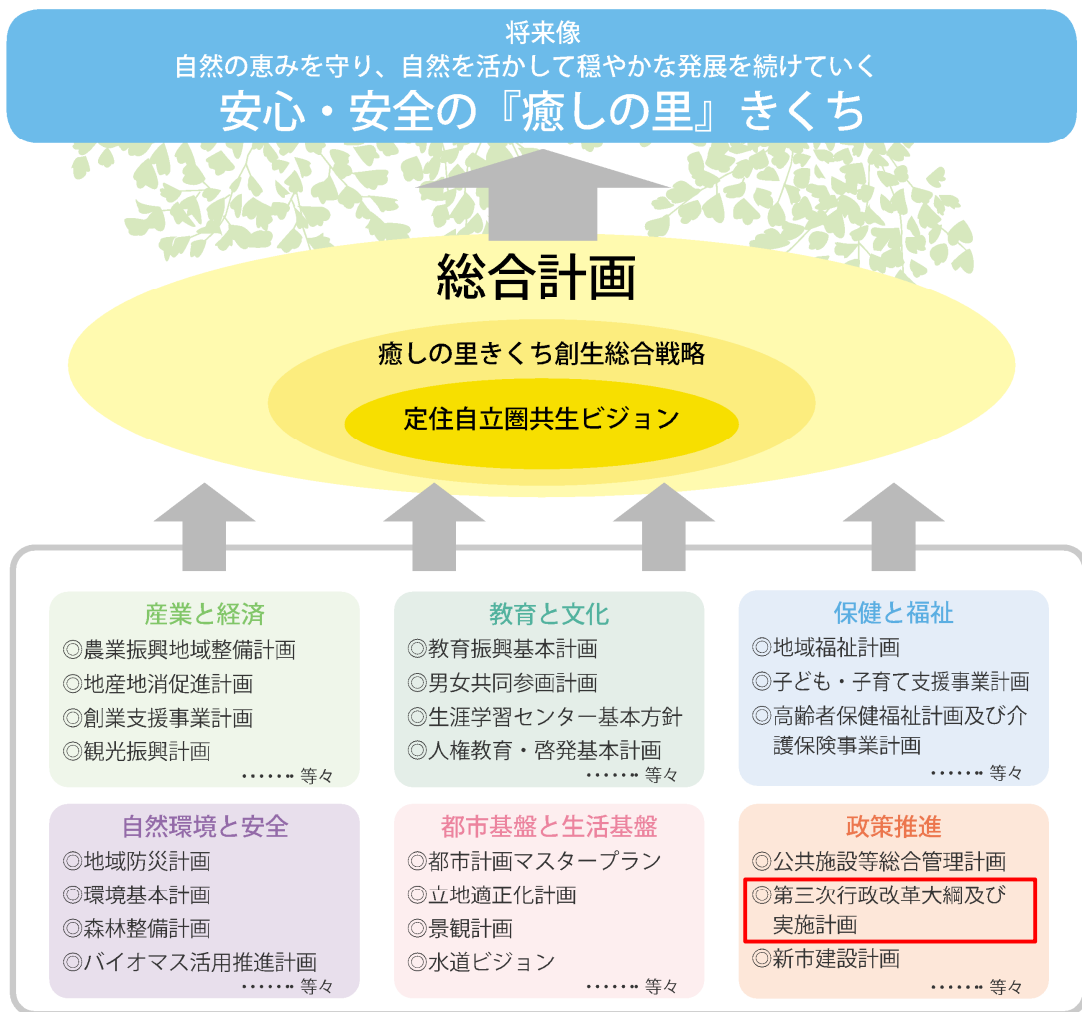 将来像
自然の恵みを守り、自然を活かして穏やかな発展を続けていく
安心・安全の『癒しの里』きくち
総合計画
癒しの里きくち創生総合戦略
定住自立圏共生ビジョン
産業と経済
◎農業振興地域整備計画
◎地産地消促進計画
◎創業支援事業計画
◎観光振興計画
・・・・・・・等々
教育と文化
◎教育振興基本計画
◎男女共同参画計画
◎生涯学習センター基本方針
◎人権教育・啓発基本計画
・・・・・・・等々
保健と福祉
◎地域福祉計画
◎子ども・子育て支援事業計画
◎高齢者保健福祉計画及び介
護保険事業計画
・・・・・・・等々
自然環境と安全
◎地域防災計画
◎環境基本計画
◎森林整備計画
◎バイオマス活用推進計画
・・・・・・・等々
都市基盤と生活基盤
◎都市計画マスタープラン
◎立地適正化計画
◎景観計画
◎水道ビジョン
・・・・・・・等々
政策推進
◎公共施設等総合管理計画
◎第三次行政改革大綱及び
実施計画
◎新市建設計画
・・・・・・・等々